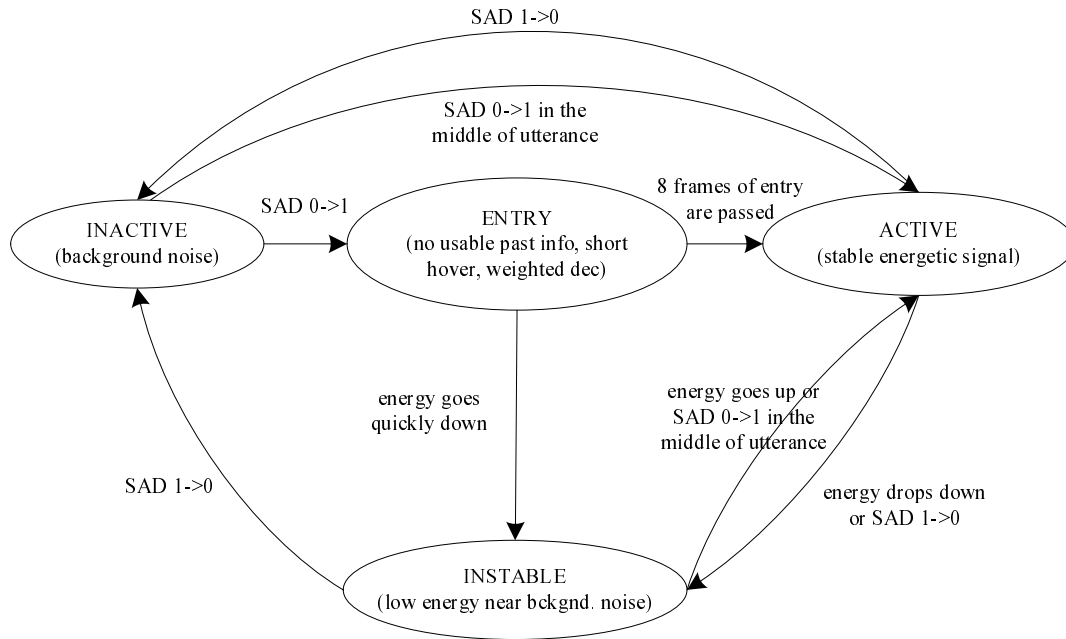 SAD 1->0
SAD 0->1 in the
middle of utterance
SAD 0->1
8 frames of entry
are passed
INACTIVE
(background noise)
ENTRY
(no usable past info, short
hover, weighted dec)
ACTIVE
(stable energetic signal)
energy goes
quickly down
energy goes up or
SAD 0->1 in the
middle of utterance
SAD 1->0
energy drops down
or SAD 1->0
INSTABLE
(low energy near bckgnd. noise)